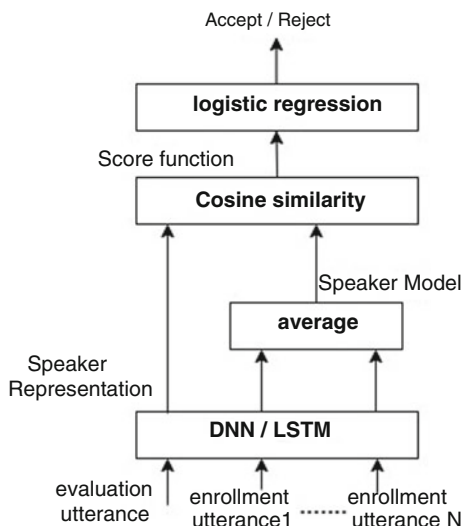 Accept / Reject
logistic regression
Score function
Cosine similarity
Speaker Model
average
Speaker
Representation
DNN / LSTM
evaluation
utterance
enrollment
utterance1
enrollment
utterance N